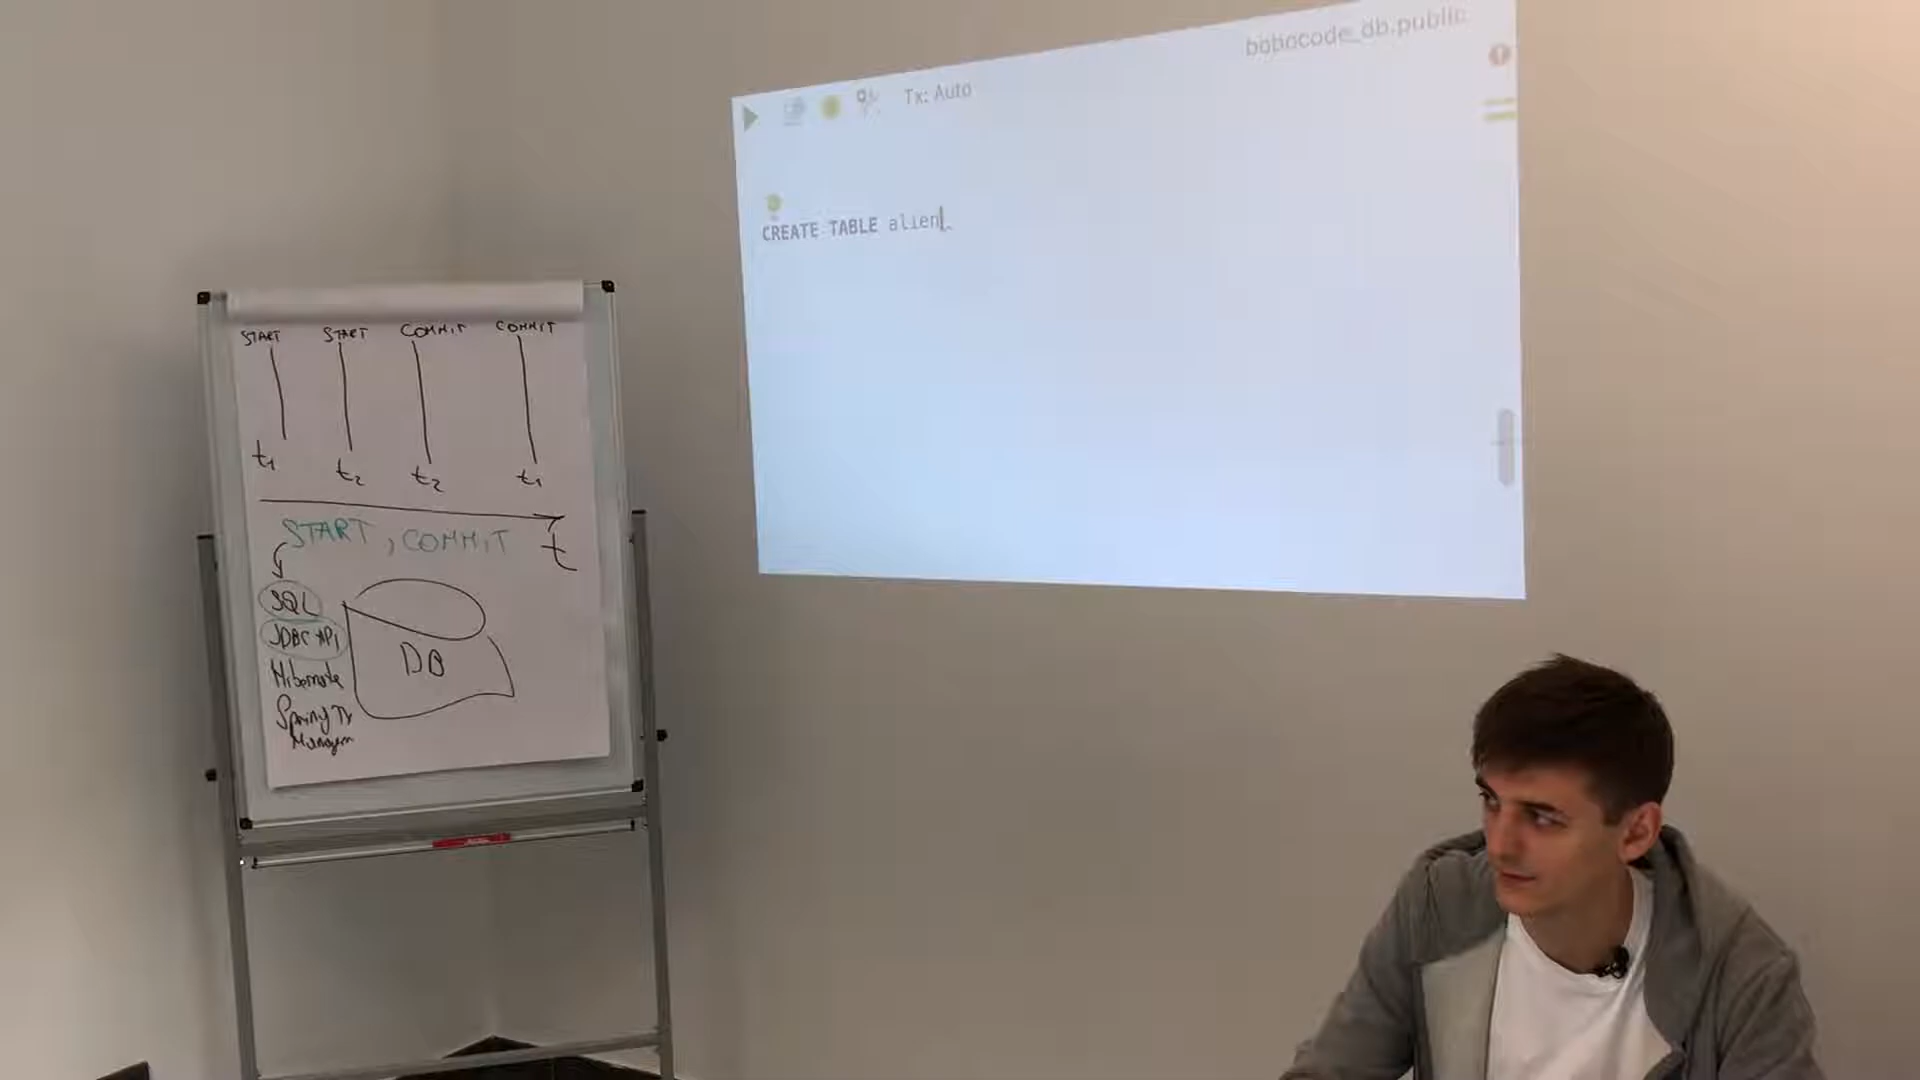 START START COMMIT COMMIT
t1 t2 t2 t1
START, COMMIT t
SQL
JDBC API
Hibernate
Spring Tx
DB
bobocode_db.public
Tx: Auto
CREATE TABLE alien